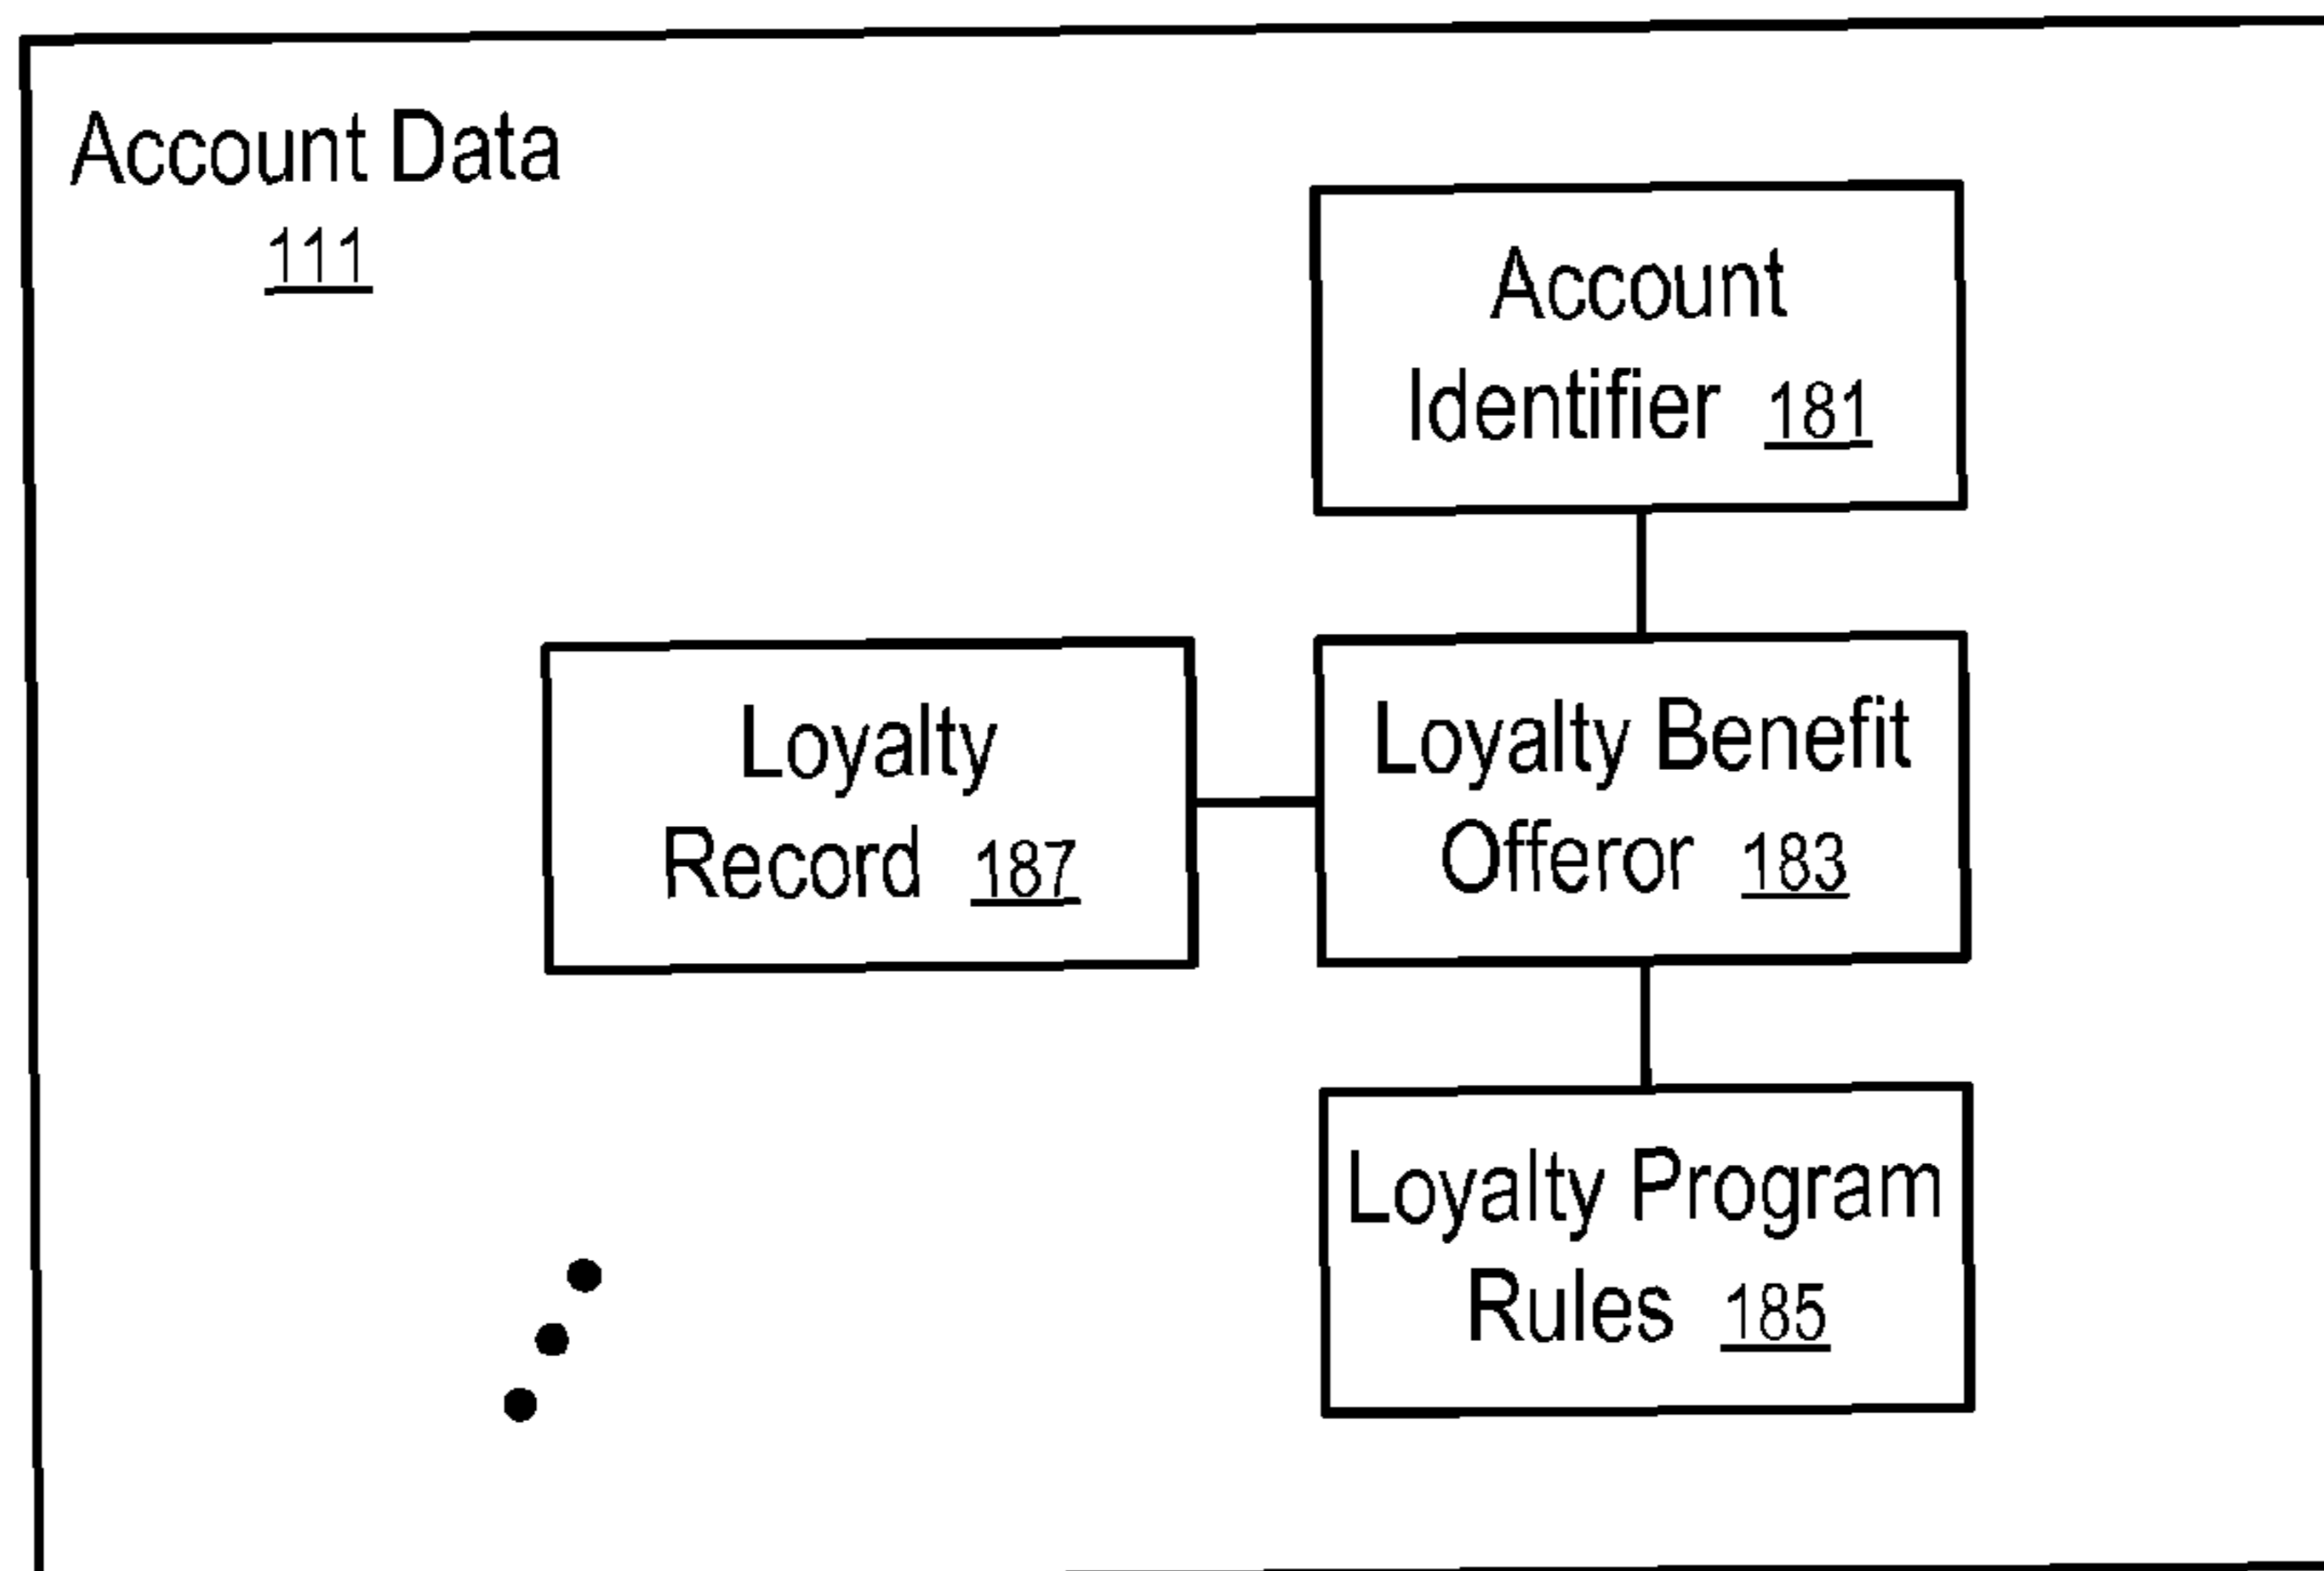 Account Data
111
Account
Identifier 181
Loyalty
Record 187
Loyalty Benefit
Offeror 183
Loyalty Program
Rules 185